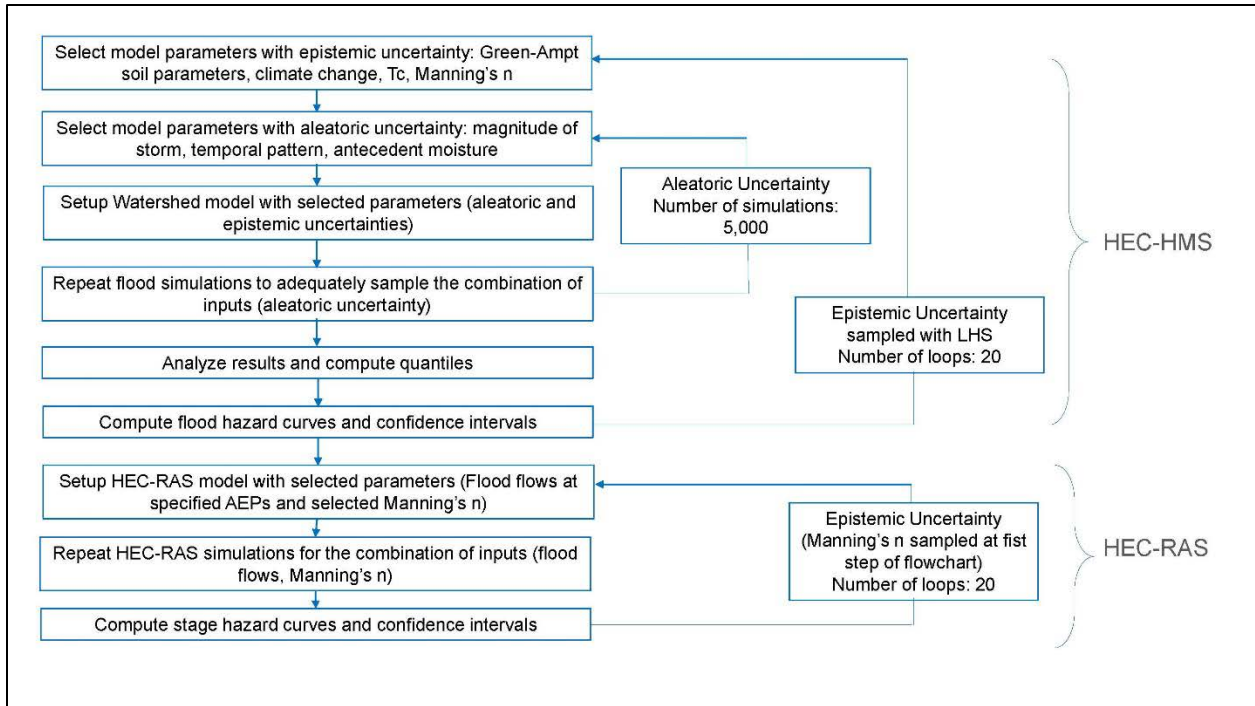 Select model parameters with epistemic uncertainty: Green-Ampt
soil parameters, climate change, Tc, Manning's n
Select model parameters with aleatoric uncertainty: magnitude of
storm, temporal pattern, antecedent moisture
Setup Watershed model with selected parameters (aleatoric and
epistemic uncertainties)
Repeat flood simulations to adequately sample the combination of
inputs (aleatoric uncertainty)
Analyze results and compute quantiles
Compute flood hazard curves and confidence intervals
Aleatoric Uncertainty
Number of simulations:
5,000
Epistemic Uncertainty
sampled with LHS
Number of loops: 20
HEC-HMS
Setup HEC-RAS model with selected parameters (Flood flows at
specified AEPs and selected Manning's n)
Repeat HEC-RAS simulations for the combination of inputs (flood
flows, Manning's n)
Compute stage hazard curves and confidence intervals
Epistemic Uncertainty
(Manning's n sampled at fist
step of flowchart)
Number of loops: 20
HEC-RAS